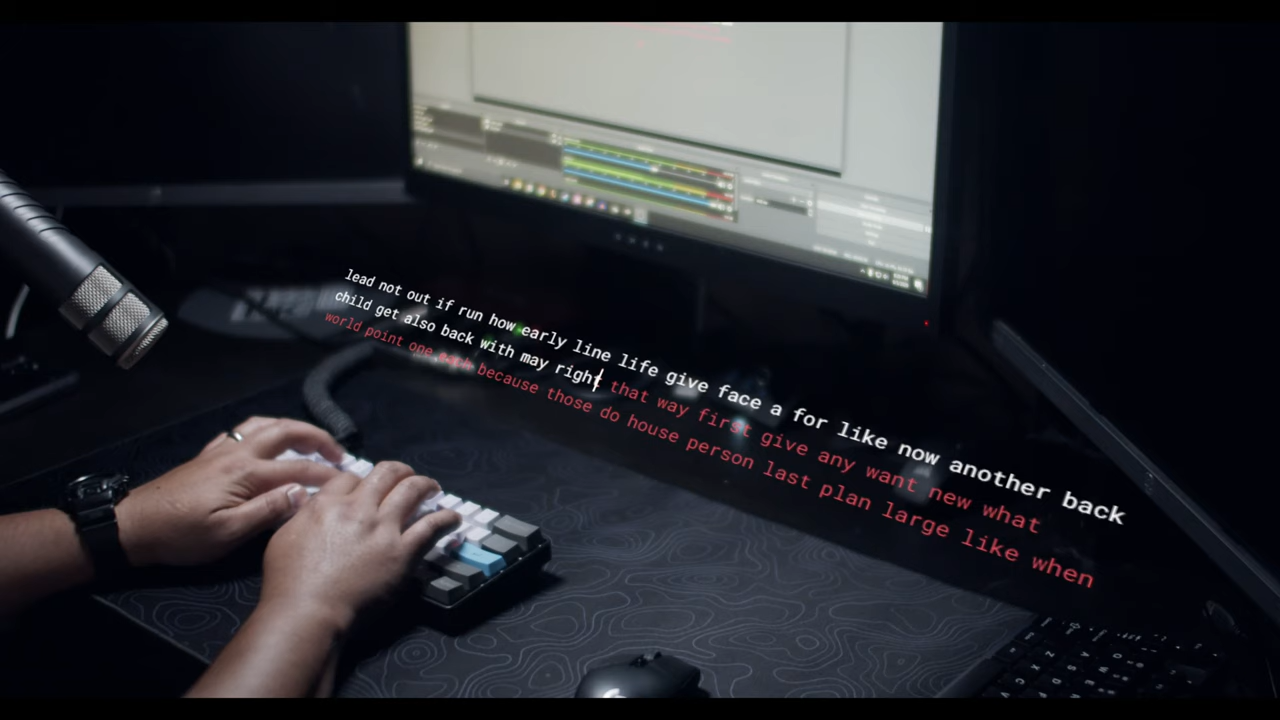 lead not out if run how early line life give face a for like now another back
child get also back with may right that way first give any want new what
world point one each because those do house person last plan large like when